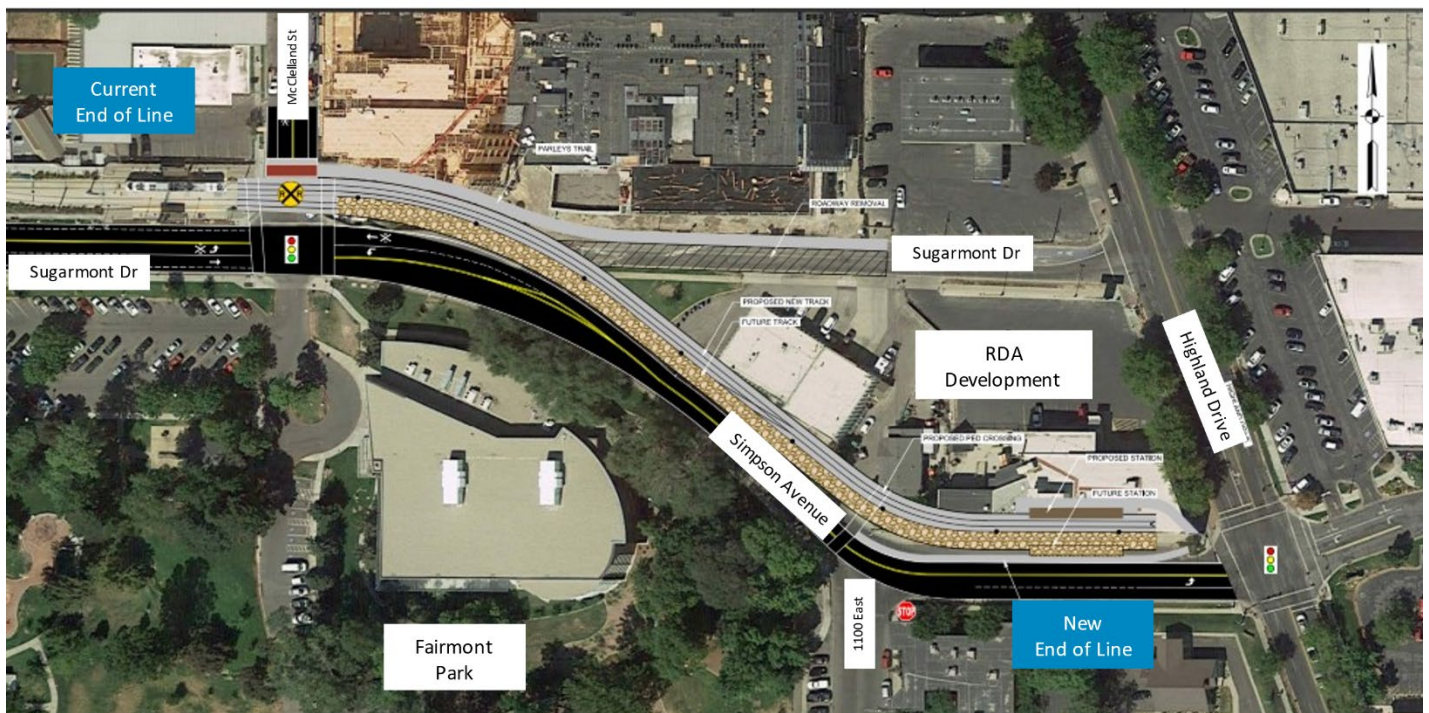 McClelland St
Current
End of Line
PARLEYS TRAIL
ROADWAY REMOVAL
Sugarmont Dr
Sugarmont Dr
PROPOSED NEW TRACK
FUTURE TRACK
RDA
Development
Highland Drive
PROPOSED PED CROSSING
PROPOSED STATION
FUTURE STATION
Simpson Avenue
1100 East
STOP
New
End of Line
Fairmont
Park